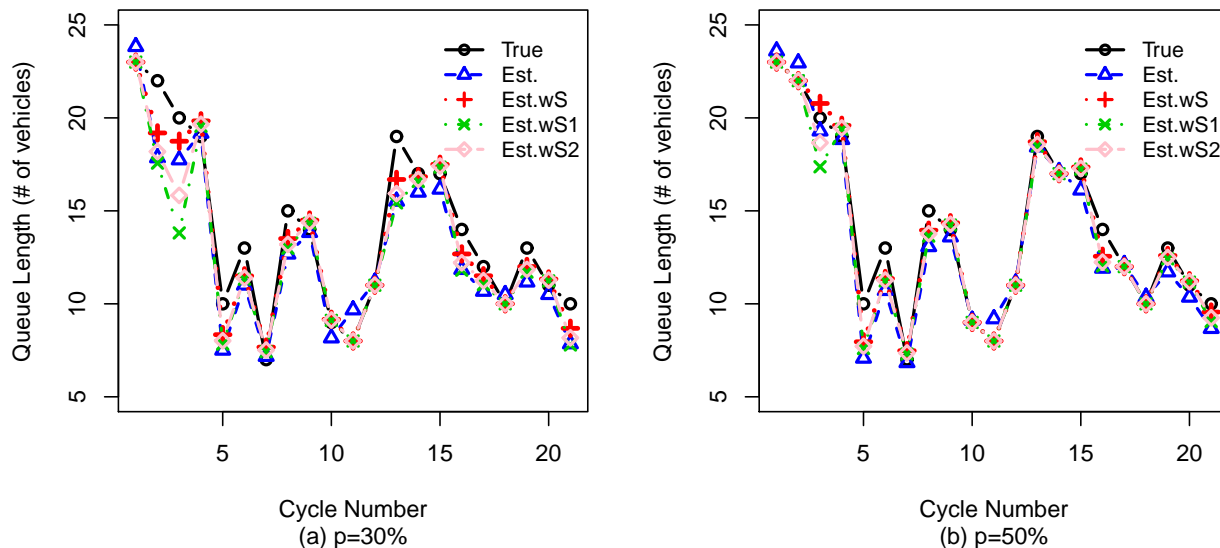 Queue Length (# of vehicles)
25
20
15
10
5
True
Est.
Est.wS
Est.wS1
Est.wS2
5
10
15
20
Cycle Number
(a) p=30%
Queue Length (# of vehicles)
25
20
15
10
5
True
Est.
Est.wS
Est.wS1
Est.wS2
5
10
15
20
Cycle Number
(b) p=50%